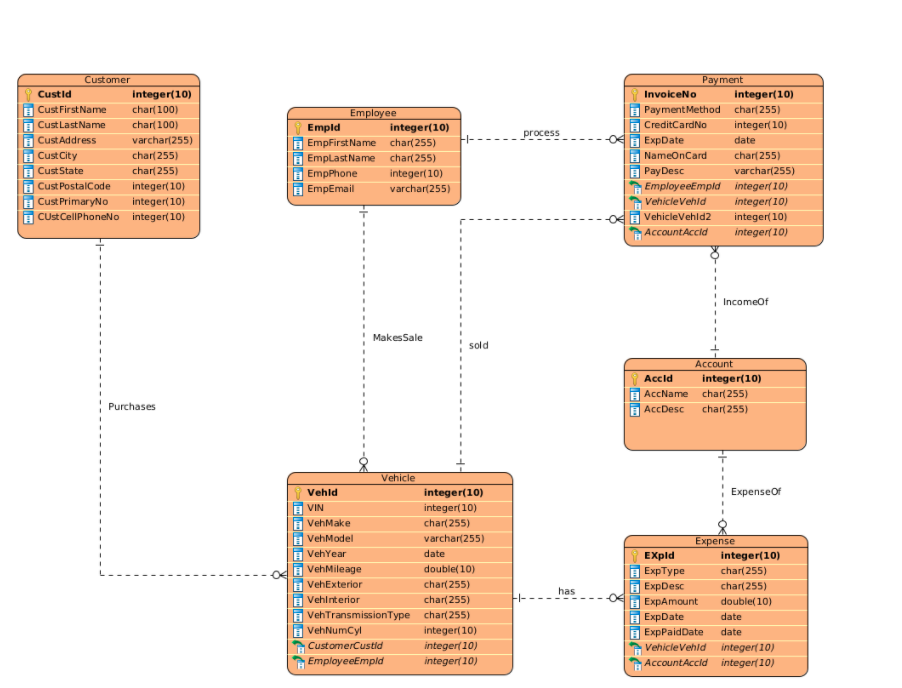 Customer
CustId integer(10)
CustFirstName char(100)
CustLastName char(100)
CustAddress varchar(255)
CustCity char(255)
CustState char(255)
CustPostalCode integer(10)
CustPrimaryNo integer(10)
CUstCellPhoneNo integer(10)
Employee
EmpId integer(10)
EmpFirstName char(255)
EmpLastName char(255)
EmpPhone integer(10)
EmpEmail varchar(255)
process
Payment
InvoiceNo integer(10)
PaymentMethod char(255)
CreditCardNo integer(10)
ExpDate date
NameOnCard char(255)
PayDesc varchar(255)
EmployeeEmpId integer(10)
VehicleVehId integer(10)
VehicleVehId2 integer(10)
AccountAccId integer(10)
IncomeOf
MakesSale
sold
Account
AccId integer(10)
AccName char(255)
AccDesc char(255)
Purchases
ExpenseOf
Vehicle
VehId integer(10)
VIN integer(10)
VehMake char(255)
VehModel varchar(255)
VehYear date
VehMileage double(10)
VehExterior char(255)
VehInterior char(255)
VehTransmissionType char(255)
VehNumCyl integer(10)
CustomerCustId integer(10)
EmployeeEmpId integer(10)
has
Expense
EXpId integer(10)
ExpType char(255)
ExpDesc char(255)
ExpAmount double(10)
ExpDate date
ExpPaidDate date
VehicleVehId integer(10)
AccountAccId integer(10)